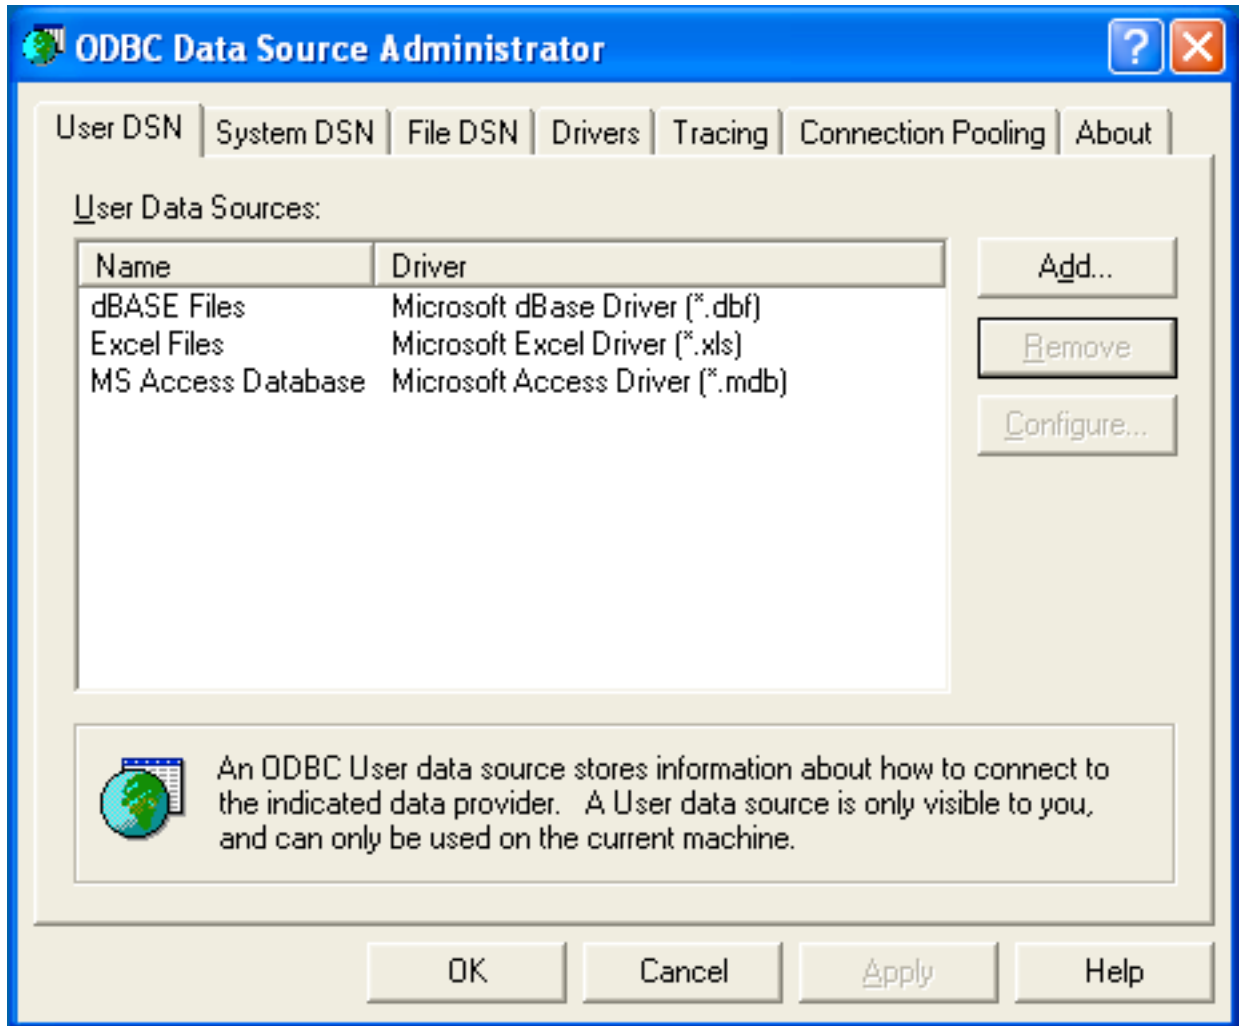 ODBC Data Source Administrator
User DSN System DSN File DSN Drivers Tracing Connection Pooling About
User Data Sources:
Name Driver
dBASE Files Microsoft dBase Driver (*.dbf)
Excel Files Microsoft Excel Driver (*.xls)
MS Access Database Microsoft Access Driver (*.mdb)
Add...
Remove
Configure...
An ODBC User data source stores information about how to connect to
the indicated data provider. A User data source is only visible to you,
and can only be used on the current machine.
OK Cancel Apply Help